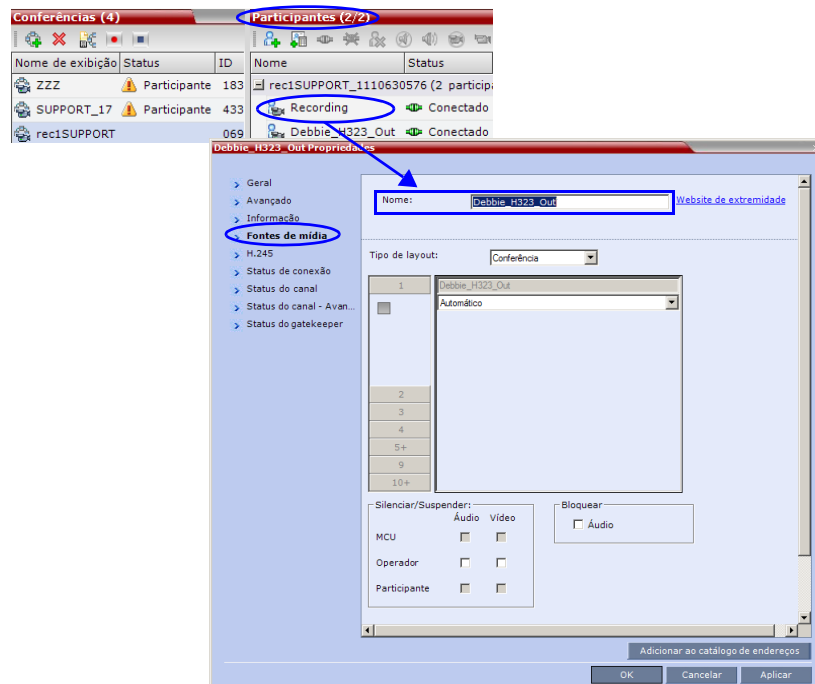 Conferências (4)
Nome de exibição Status ID
ZZZ Participante 183
SUPPORT_17 Participante 433
rec1SUPPORT 069
Participantes (2/2)
Nome Status
rec1SUPPORT_1110630576 (2 particip
Recording Conectado
Debbie_H323_Out Conectado
Debbie_H323_Out Propriedades
Geral
Avançado
Informação
Fontes de mídia
H.245
Status de conexão
Status do canal
Status do canal - Avan...
Status do gatekeeper
Nome: Debbie_H323_Out Website de extremidade
Tipo de layout: Conferência
1 Debbie_H323_Out
Automático
2
3
4
5+
9
10+
Silenciar/Suspender:
Áudio Vídeo
MCU
Operador
Participante
Bloquear
Áudio
Adicionar ao catálogo de endereços
OK Cancelar Aplicar